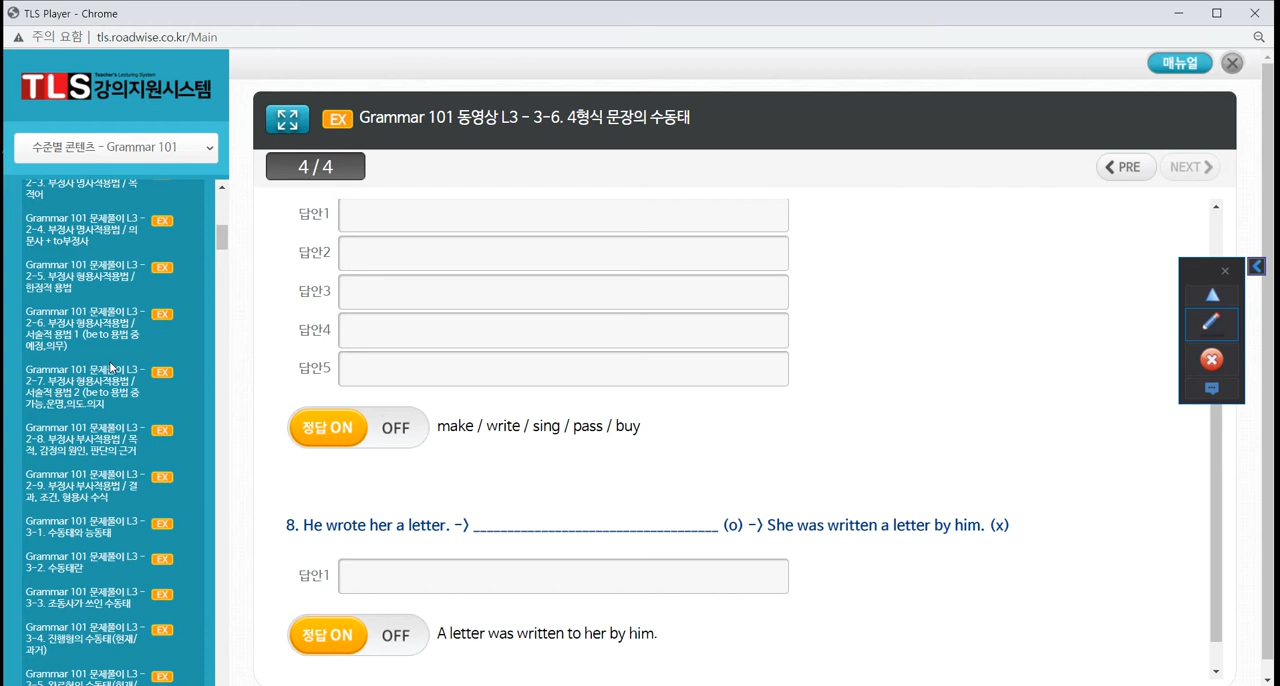 TLS Player - Chrome
주의 요함 | tls.roadwise.co.kr/Main
TLS Teacher's Lecturing System 강의지원시스템
매뉴얼
수준별 콘텐츠 - Grammar 101
EX Grammar 101 동영상 L3 - 3-6. 4형식 문장의 수동태
4 / 4
PRE
NEXT
2-3. 부정사 명사적용법 / 목
적어
Grammar 101 문제풀이 L3 - EX
2-4. 부정사 명사적용법 / 의
문사 + to부정사
Grammar 101 문제풀이 L3 - EX
2-5. 부정사 형용사적용법 /
한정적 용법
Grammar 101 문제풀이 L3 - EX
2-6. 부정사 형용사적용법 /
서술적 용법 1 (be to 용법 중
예정,의무)
Grammar 101 문제풀이 L3 - EX
2-7. 부정사 형용사적용법 /
서술적 용법 2 (be to 용법 중
가능,운명,의도.의지
Grammar 101 문제풀이 L3 - EX
2-8. 부정사 부사적용법 / 목
적, 감정의 원인, 판단의 근거
Grammar 101 문제풀이 L3 - EX
2-9. 부정사 부사적용법 / 결
과, 조건, 형용사 수식
Grammar 101 문제풀이 L3 - EX
3-1. 수동태와 능동태
Grammar 101 문제풀이 L3 - EX
3-2. 수동태란
Grammar 101 문제풀이 L3 - EX
3-3. 조동사가 쓰인 수동태
Grammar 101 문제풀이 L3 - EX
3-4. 진행형의 수동태(현재/
과거)
Grammar 101 문제풀이 L3 - EX
3-5. 완료형의 수동태(현재/
답안1
답안2
답안3
답안4
답안5
정답 ON OFF make / write / sing / pass / buy
8. He wrote her a letter. -> __________________________________ (o) -> She was written a letter by him. (x)
답안1
정답 ON OFF A letter was written to her by him.